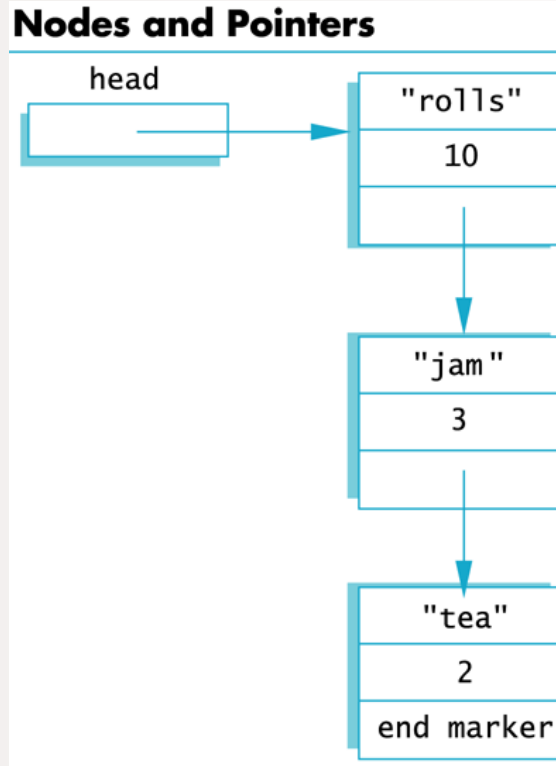 Nodes and Pointers
head
"rolls"
10
"jam"
3
"tea"
2
end marker